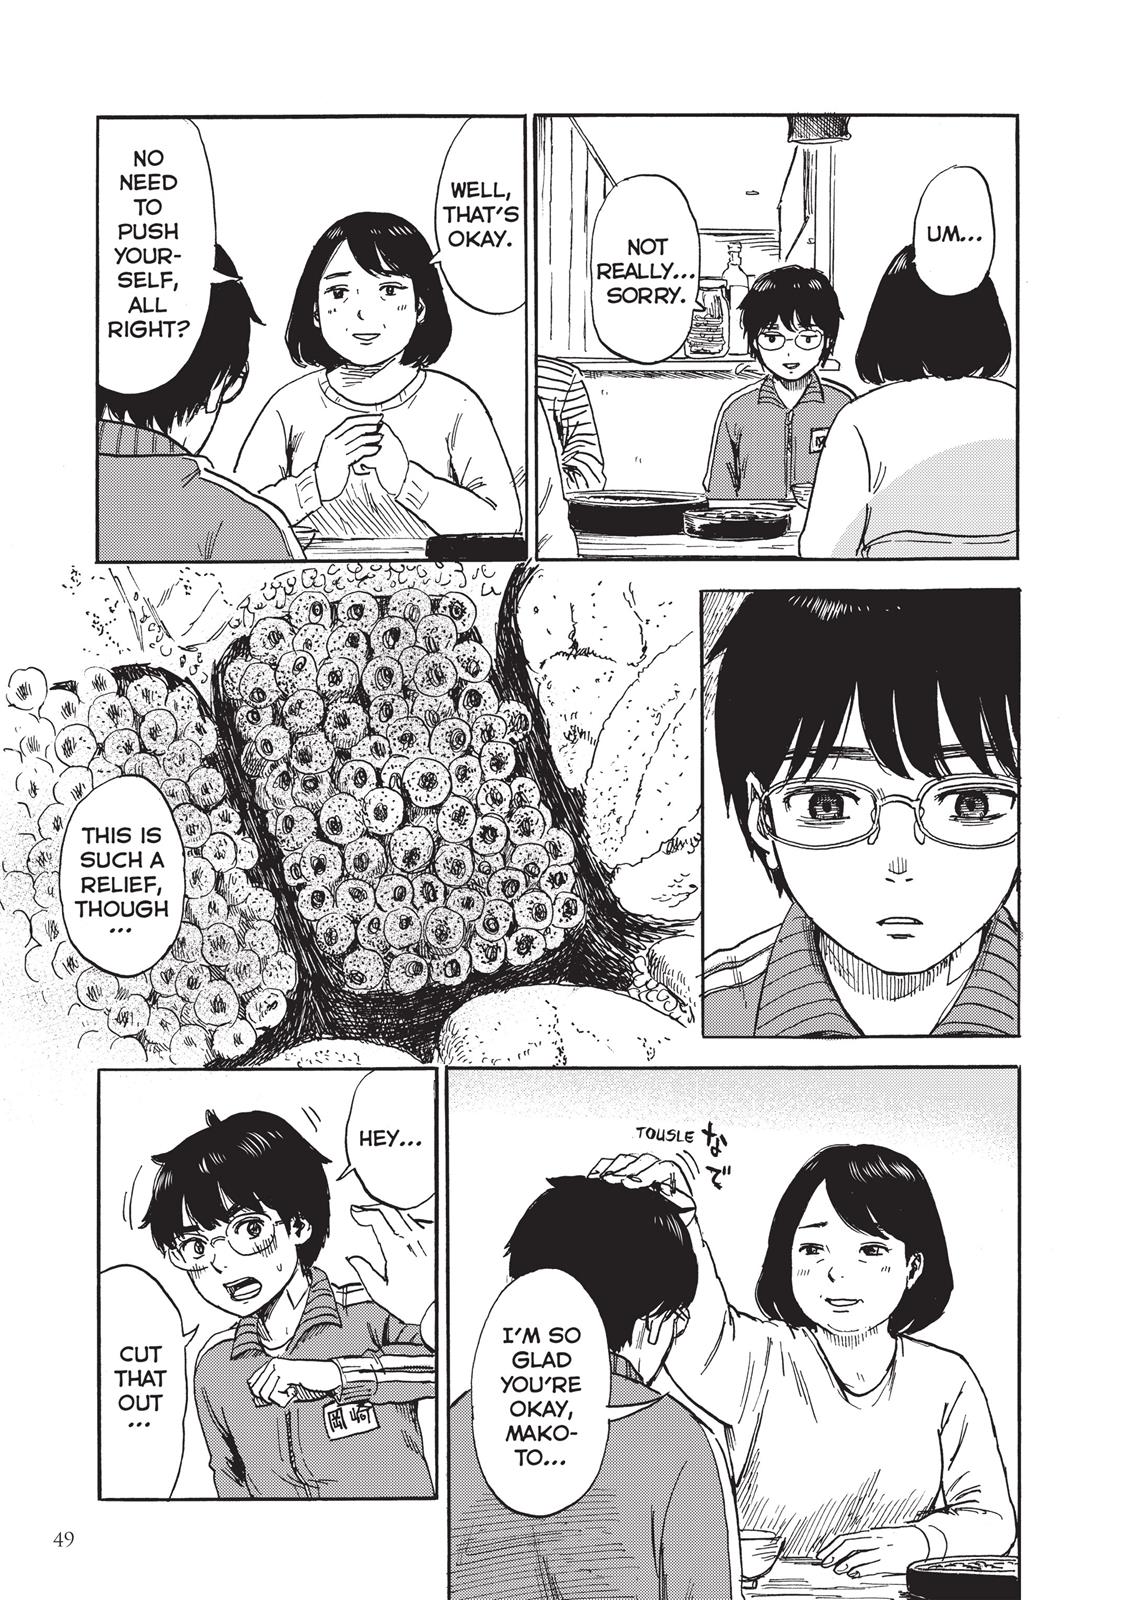 UM...
NOT
REALLY...
SORRY.
WELL,
THAT'S
OKAY.
NO
NEED
TO
PUSH
YOUR-
SELF,
ALL
RIGHT?
THIS IS
SUCH A
RELIEF,
THOUGH
...
TOUSLE
なで
I'M SO
GLAD
YOU'RE
OKAY,
MAKO-
TO...
HEY...
CUT
THAT
OUT
...
岡崎
49